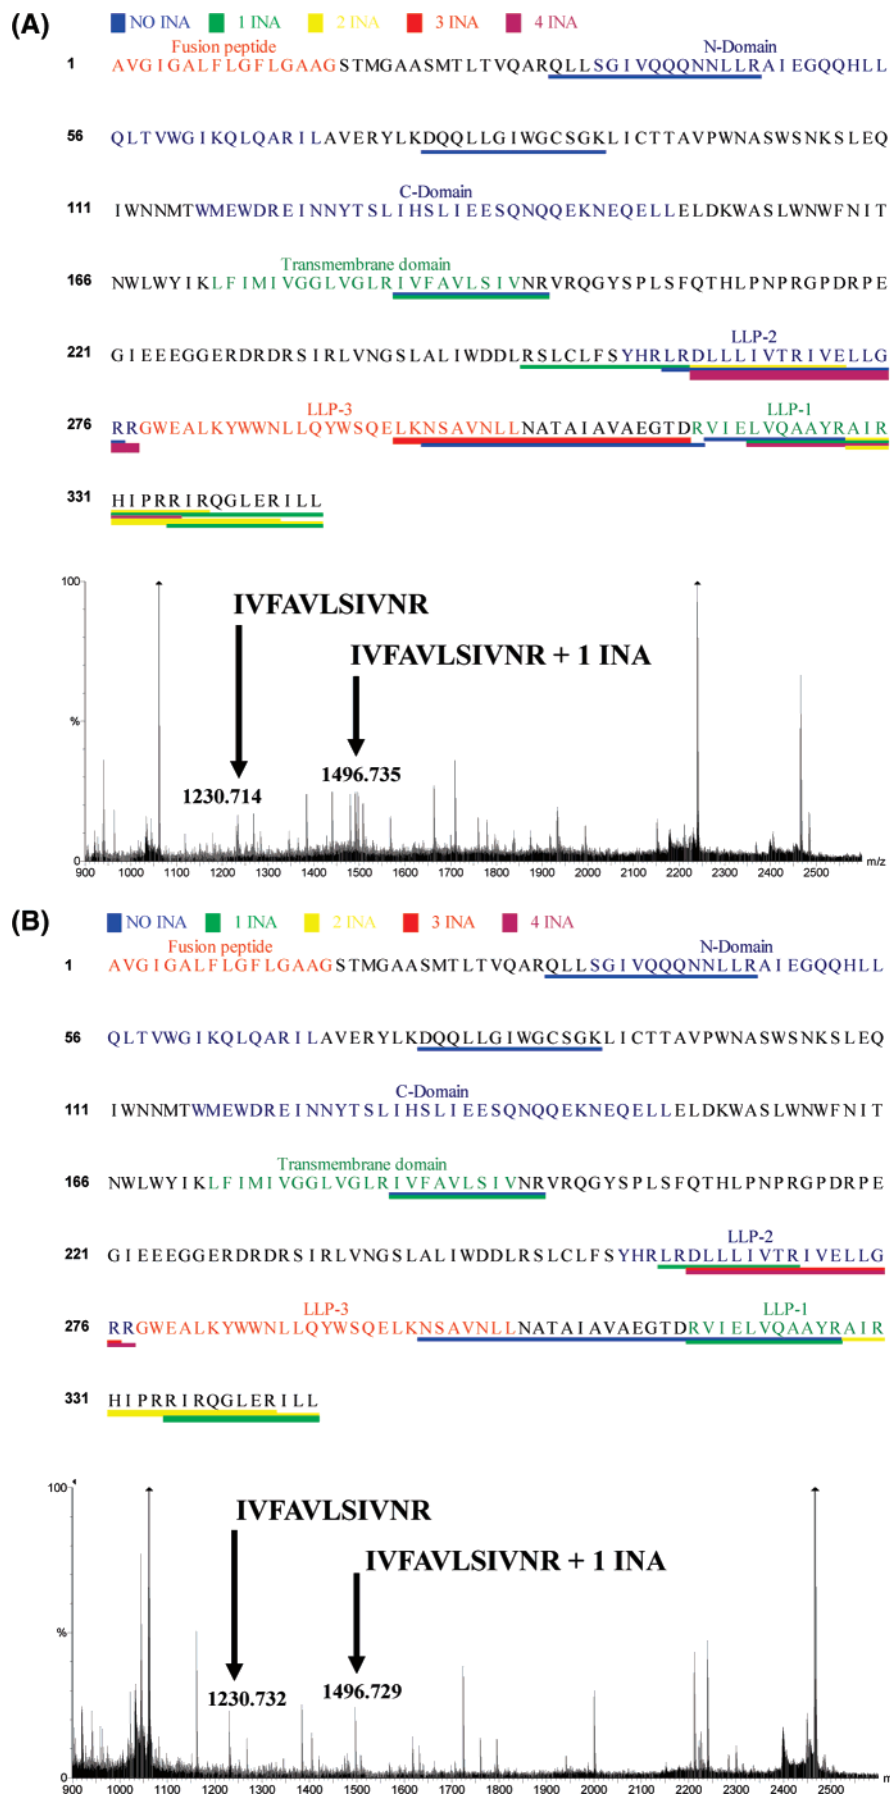 (A)
NO INA 1 INA 2 INA 3 INA 4 INA
Fusion peptide N-Domain
1 AVGIGALFLGFLGAAGSTMGAASMTLTVQARQLLSGIVQQQNNLLRAIEGQQHLL
56 QLTVWGIKQLQARILAVERYLKDQQLLGIWGCSGKLICTTAVPWNASWSNKSLEQ
C-Domain
111 IWNNMTWMEWDREINNYTSLIHSLIEESQNQQEKNEQELLELDKWASLWNWFNIT
Transmembrane domain
166 NWLWYIKLFIMIVGGLVGLRIVFAVLSIVNRVRQGYSPLSFQTHLPNPRGPDRPE
LLP-2
221 GIEEEGGERDRDRSIRLVNGSLALIWDDLRSLCLFSYHRLRDLLLIVTRIVELLG
LLP-3 LLP-1
276 RRGWEALKYWWNLLQYWSQELKNSAVNLLNATAIAVAEGTDRVIELVQAAYRAIR
331 HIPRRIRQGLERILL
100
IVFAVLSIVNR
IVFAVLSIVNR + 1 INA
%
1496.735
1230.714
0
900 1000 1100 1200 1300 1400 1500 1600 1700 1800 1900 2000 2100 2200 2300 2400 2500 m/z
(B)
NO INA 1 INA 2 INA 3 INA 4 INA
Fusion peptide N-Domain
1 AVGIGALFLGFLGAAGSTMGAASMTLTVQARQLLSGIVQQQNNLLRAIEGQQHLL
56 QLTVWGIKQLQARILAVERYLKDQQLLGIWGCSGKLICTTAVPWNASWSNKSLEQ
C-Domain
111 IWNNMTWMEWDREINNYTSLIHSLIEESQNQQEKNEQELLELDKWASLWNWFNIT
Transmembrane domain
166 NWLWYIKLFIMIVGGLVGLRIVFAVLSIVNRVRQGYSPLSFQTHLPNPRGPDRPE
LLP-2
221 GIEEEGGERDRDRSIRLVNGSLALIWDDLRSLCLFSYHRLRDLLLIVTRIVELLG
LLP-3 LLP-1
276 RRGWEALKYWWNLLQYWSQELKNSAVNLLNATAIAVAEGTDRVIELVQAAYRAIR
331 HIPRRIRQGLERILL
100
IVFAVLSIVNR
IVFAVLSIVNR + 1 INA
%
1230.732
1496.729
0
900 1000 1100 1200 1300 1400 1500 1600 1700 1800 1900 2000 2100 2200 2300 2400 2500 m